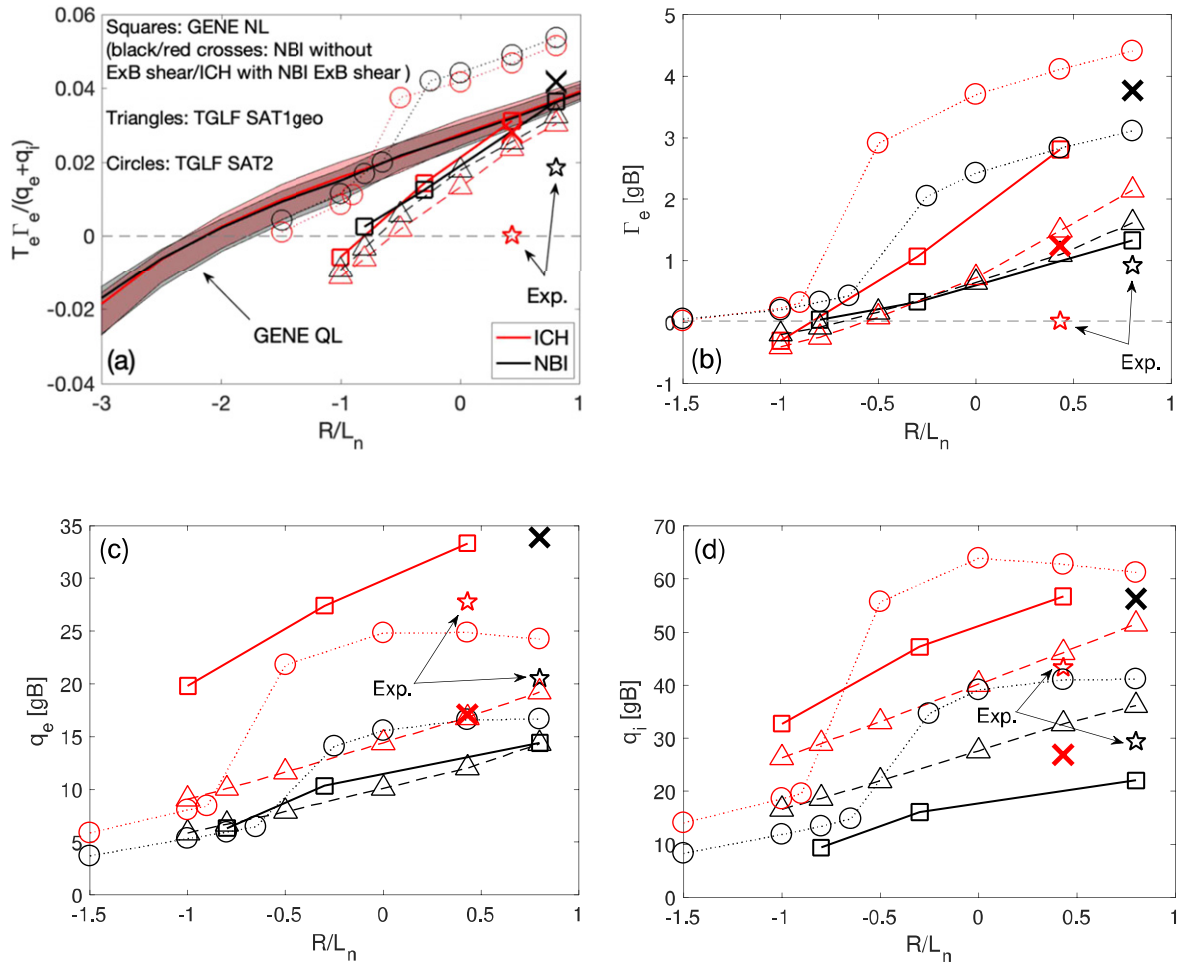 0.06
0.04
0.02
0
-0.02
-0.04
T_e Γ_e/(q_e+q_i)
Squares: GENE NL
(black/red crosses: NBI without
ExB shear/ICH with NBI ExB shear )
Triangles: TGLF SAT1geo
Circles: TGLF SAT2
Exp.
GENE QL
ICH
NBI
(a)
-3 -2 -1 0 1
R/L_n
5
4
3
2
1
0
-1
Γ_e [gB]
(b)
Exp.
-1.5 -1 -0.5 0 0.5 1
R/L_n
35
30
25
20
15
10
5
0
q_e [gB]
(c)
Exp.
-1.5 -1 -0.5 0 0.5 1
R/L_n
70
60
50
40
30
20
10
0
q_i [gB]
(d)
Exp.
-1.5 -1 -0.5 0 0.5 1
R/L_n